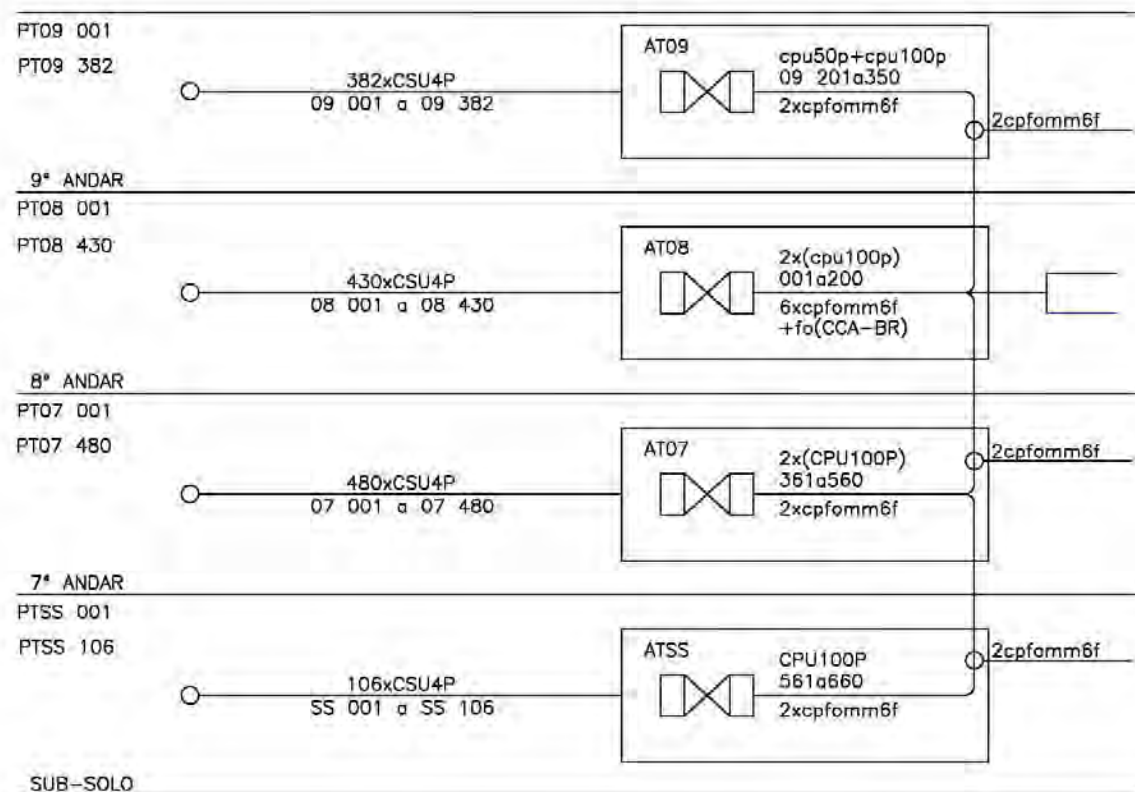 PT09 001
PT09 382
382xCSU4P
09 001 a 09 382
AT09
cpu50p+cpu100p
09 201a350
2xcpfomm6f
2cpfomm6f
9º ANDAR
PT08 001
PT08 430
430xCSU4P
08 001 a 08 430
AT08
2x(cpu100p)
001a200
6xcpfomm6f
+fo(CCA-BR)
8º ANDAR
PT07 001
PT07 480
480xCSU4P
07 001 a 07 480
AT07
2x(CPU100P)
361a560
2xcpfomm6f
2cpfomm6f
7º ANDAR
PTSS 001
PTSS 106
106xCSU4P
SS 001 a SS 106
ATSS
CPU100P
561a660
2xcpfomm6f
2cpfomm6f
SUB-SOLO